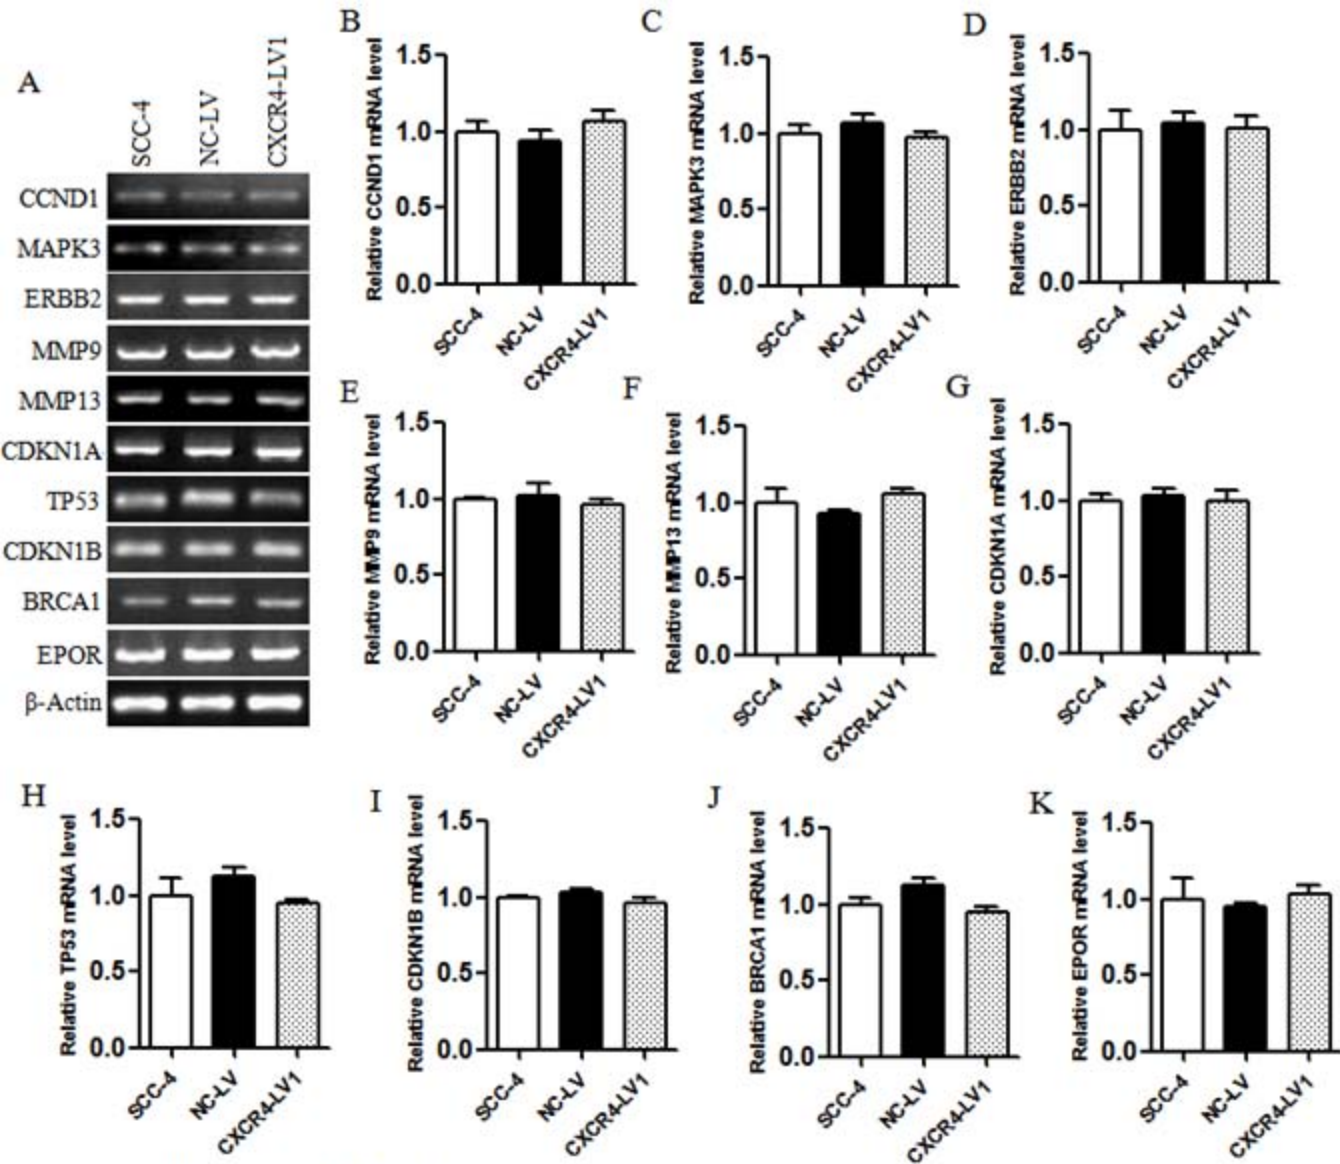 A
SCC-4
NC-LV
CXCR4-LV1
CCND1
MAPK3
ERBB2
MMP9
MMP13
CDKN1A
TP53
CDKN1B
BRCA1
EPOR
β-Actin
B
Relative CCND1 mRNA level
1.5
1.0
0.5
0.0
SCC-4
NC-LV
CXCR4-LV1
C
Relative MAPK3 mRNA level
1.5
1.0
0.5
0.0
SCC-4
NC-LV
CXCR4-LV1
D
Relative ERBB2 mRNA level
1.5
1.0
0.5
0.0
SCC-4
NC-LV
CXCR4-LV1
E
Relative MMP9 mRNA level
1.5
1.0
0.5
0.0
SCC-4
NC-LV
CXCR4-LV1
F
Relative MMP13 mRNA level
1.5
1.0
0.5
0.0
SCC-4
NC-LV
CXCR4-LV1
G
Relative CDKN1A mRNA level
1.5
1.0
0.5
0.0
SCC-4
NC-LV
CXCR4-LV1
H
Relative TP53 mRNA level
1.5
1.0
0.5
0.0
SCC-4
NC-LV
CXCR4-LV1
I
Relative CDKN1B mRNA level
1.5
1.0
0.5
0.0
SCC-4
NC-LV
CXCR4-LV1
J
Relative BRCA1 mRNA level
1.5
1.0
0.5
0.0
SCC-4
NC-LV
CXCR4-LV1
K
Relative EPOR mRNA level
1.5
1.0
0.5
0.0
SCC-4
NC-LV
CXCR4-LV1